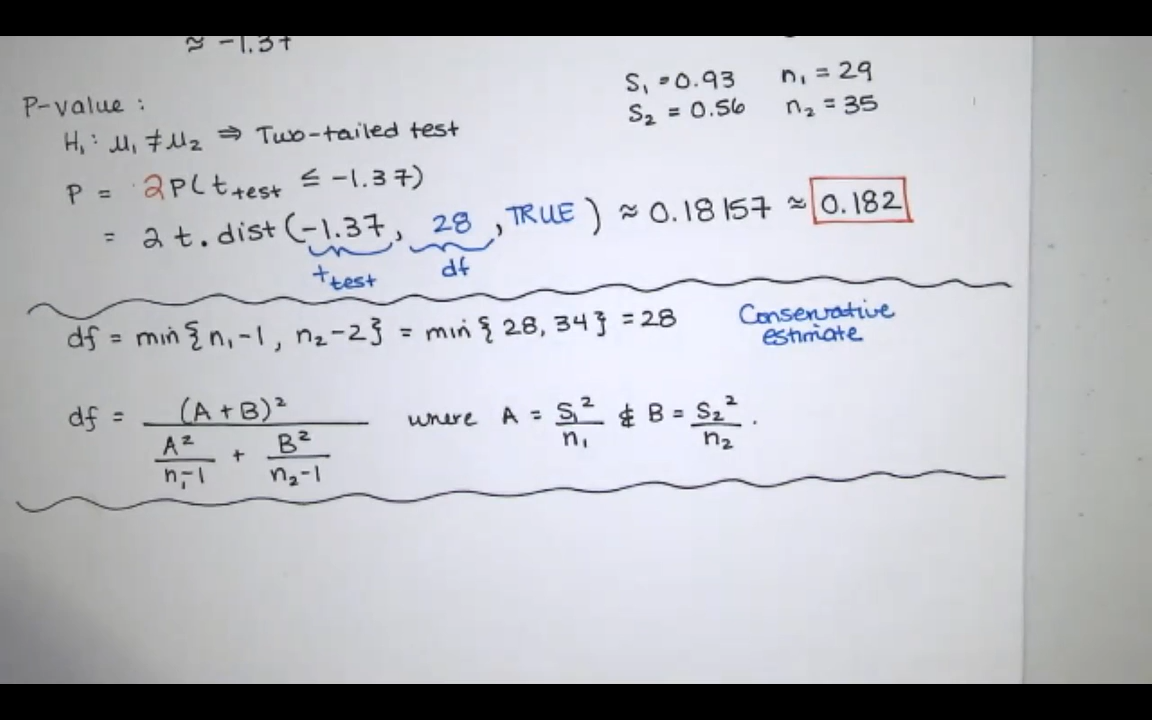 ≈ -1.37
S₁ = 0.93 n₁ = 29
S₂ = 0.56 n₂ = 35
P-value :
H₁ : μ₁ ≠ μ₂ ⇒ Two-tailed test
P = 2P(t_test ≤ -1.37)
= 2 t.dist(-1.37, 28, TRUE) ≈ 0.18157 ≈ 0.182
t_test df
df = min{n₁-1, n₂-2} = min{28, 34} = 28
Conservative
estimate
df = (A+B)² / (A²/(n₁-1) + B²/(n₂-1)) where A = S₁²/n₁ & B = S₂²/n₂.